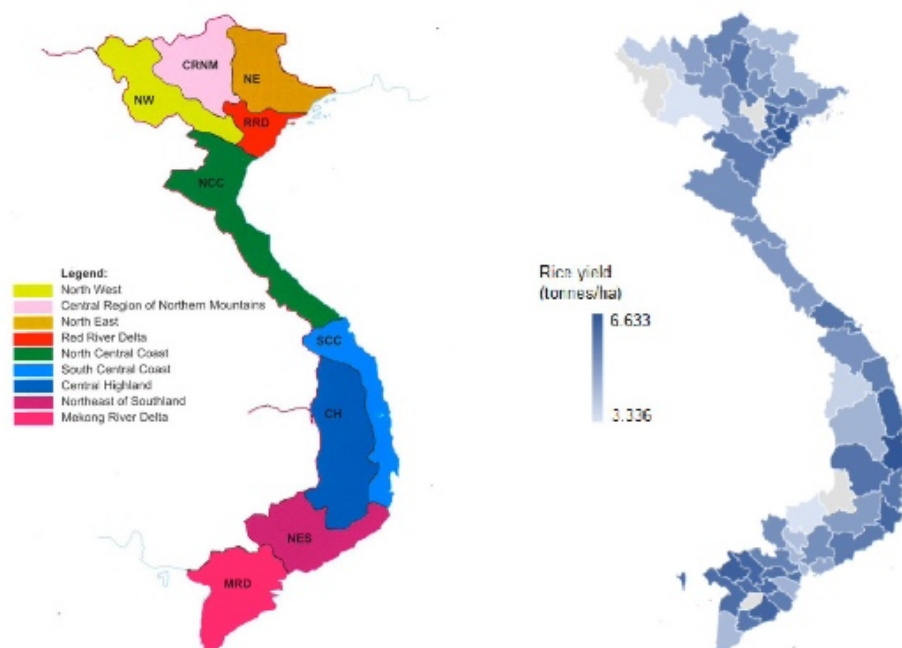 CRNM
NE
NW
RRD
NCC
Legend:
North West
Central Region of Northern Mountains
North East
Red River Delta
North Central Coast
South Central Coast
Central Highland
Northeast of Southland
Mekong River Delta
SCC
CH
NES
MRD
Rice yield
(tonnes/ha)
6.633
3.336